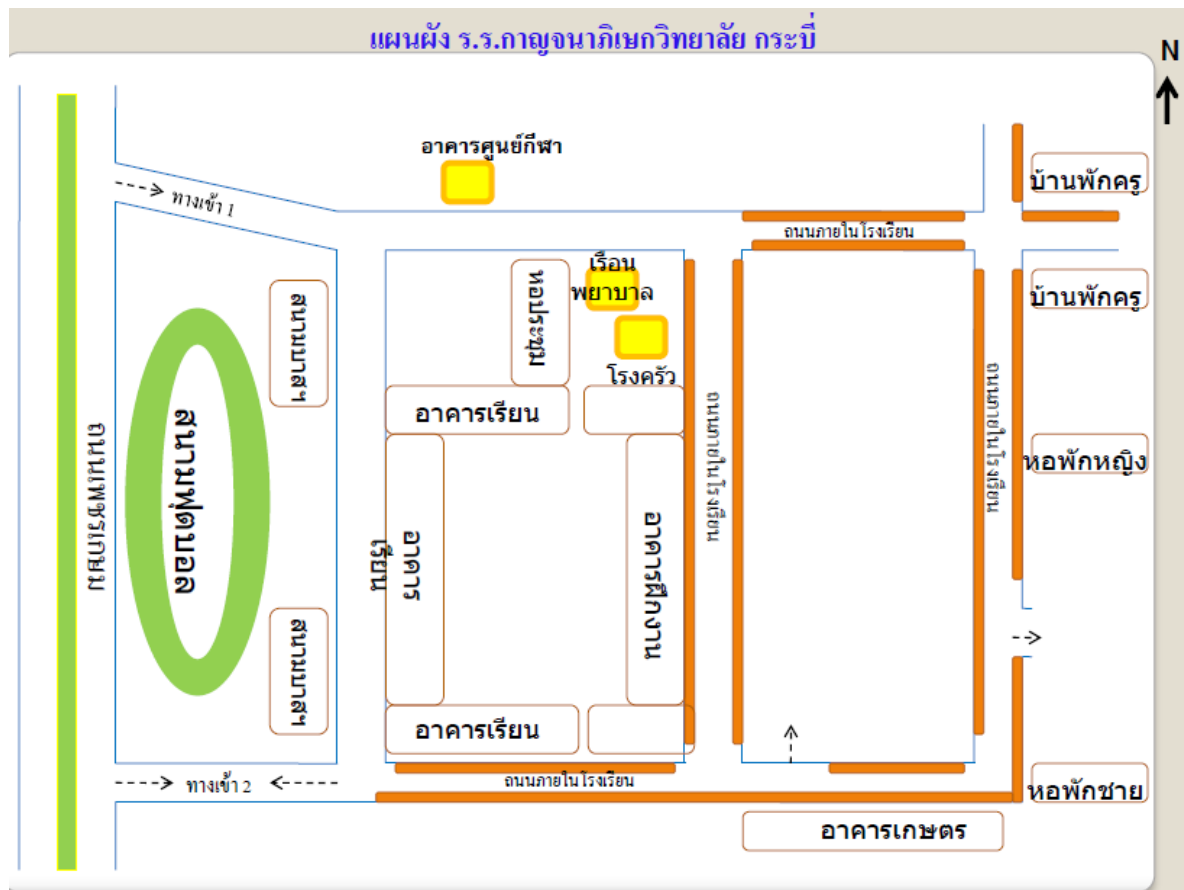 แผนผัง ร.ร.กาญจนาภิเษกวิทยาลัย กระบี่
N
อาคารศูนย์กีฬา
บ้านพักครู
ทางเข้า 1
ถนนภายในโรงเรียน
เรือน
พยาบาล
หอประชุม
สนามบาสฯ
บ้านพักครู
โรงครัว
อาคารเรียน
ถนนเพชรเกษม
สนามฟุตบอล
ถนนภายในโรงเรียน
ถนนภายในโรงเรียน
หอพักหญิง
อาคาร
เรียน
อาคารฝึกงาน
สนามบาสฯ
อาคารเรียน
ทางเข้า 2
ถนนภายในโรงเรียน
หอพักชาย
อาคารเกษตร